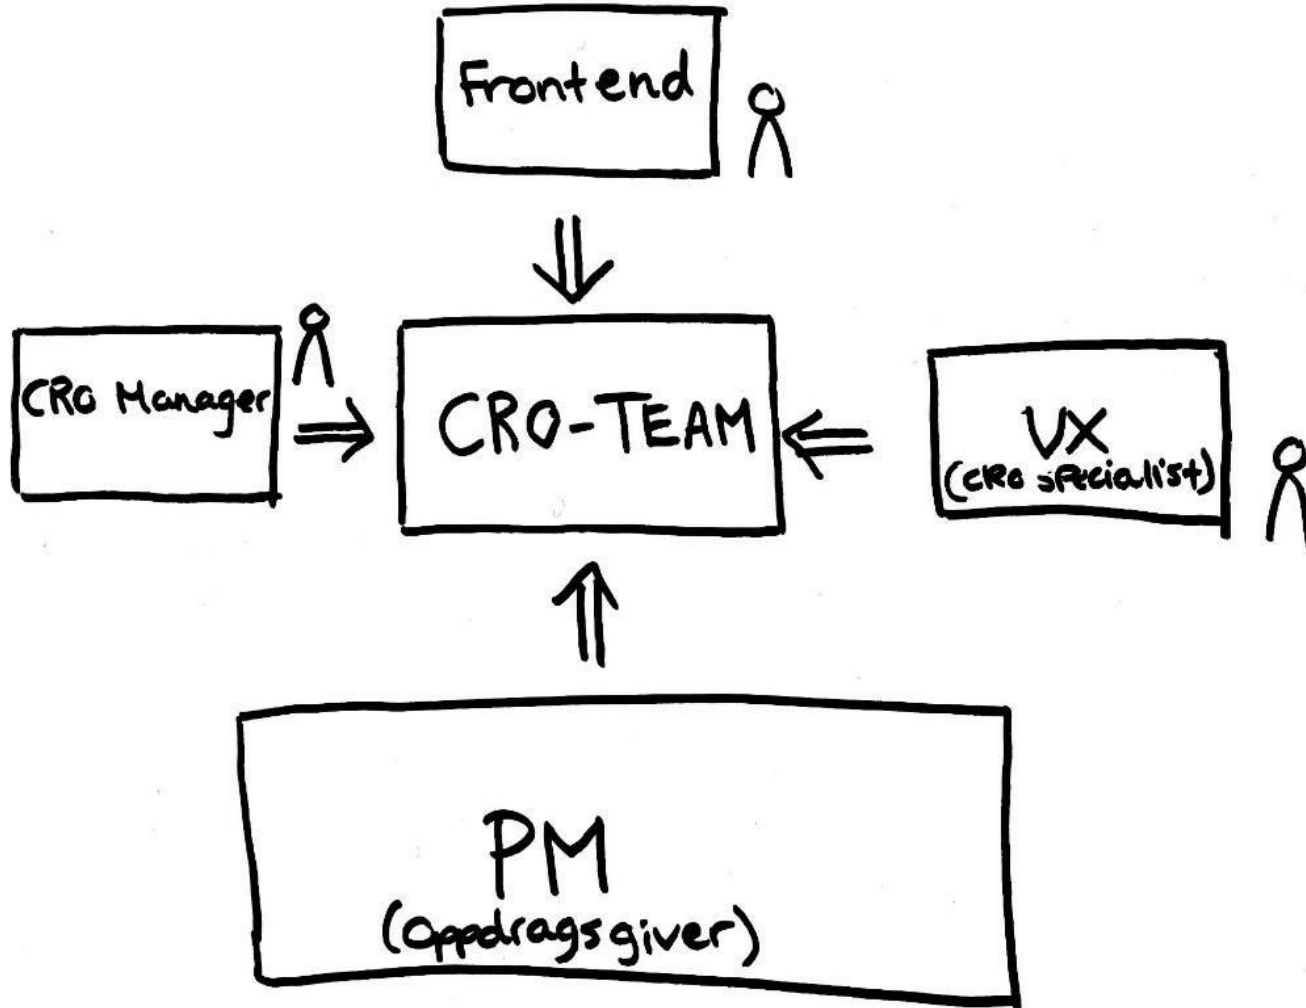 Frontend
CRO Manager
CRO-TEAM
UX
(CRO specialist)
PM
(Oppdragsgiver)